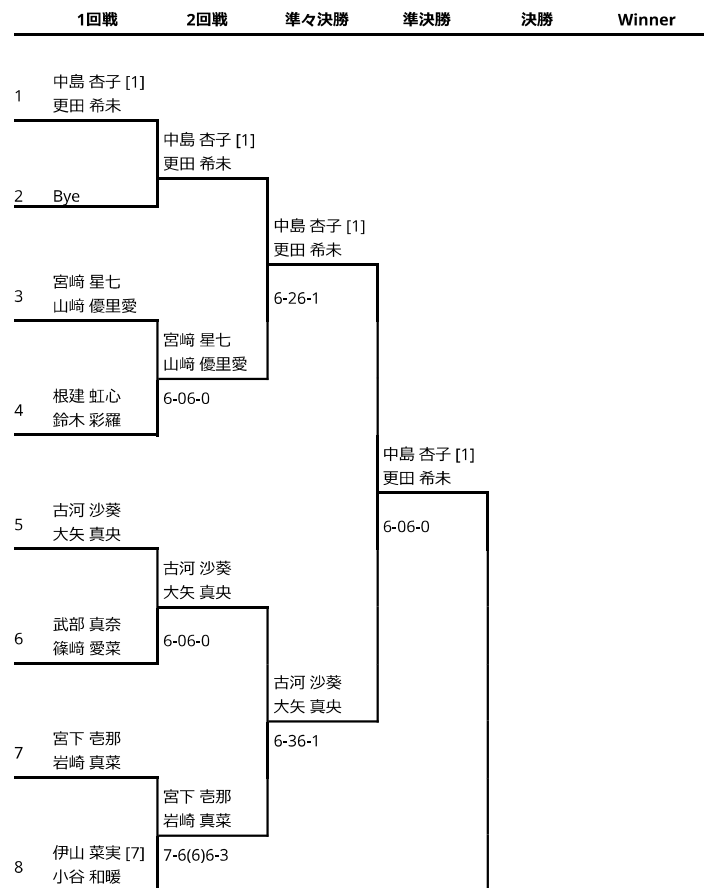 1回戦 2回戦 準々決勝 準決勝 決勝 Winner
中島 杏子 [1]
1
更田 希未
中島 杏子 [1]
更田 希未
2 Bye
中島 杏子 [1]
更田 希未
宮﨑 星七
3
山﨑 優里愛
6-26-1
宮﨑 星七
山﨑 優里愛
根建 虹心
6-06-0
4
鈴木 彩羅
中島 杏子 [1]
更田 希未
古河 沙葵
5
大矢 真央
6-06-0
古河 沙葵
大矢 真央
武部 真奈
6
篠﨑 愛菜
6-06-0
古河 沙葵
大矢 真央
宮下 壱那
6-36-1
7
岩崎 真菜
宮下 壱那
岩崎 真菜
伊山 菜実 [7]
7-6(6)6-3
8
小谷 和暖